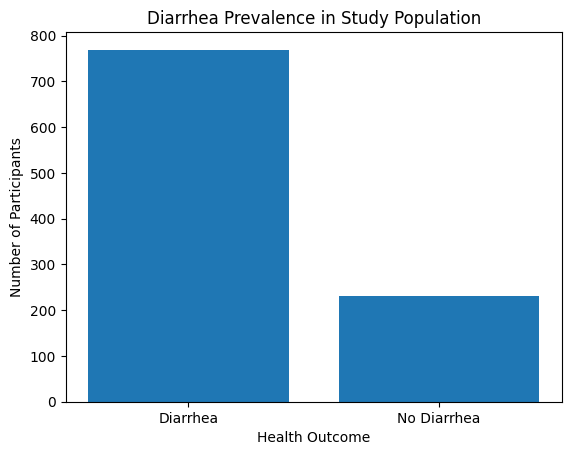 Diarrhea Prevalence in Study Population
Number of Participants
800
700
600
500
400
300
200
100
0
Diarrhea
No Diarrhea
Health Outcome